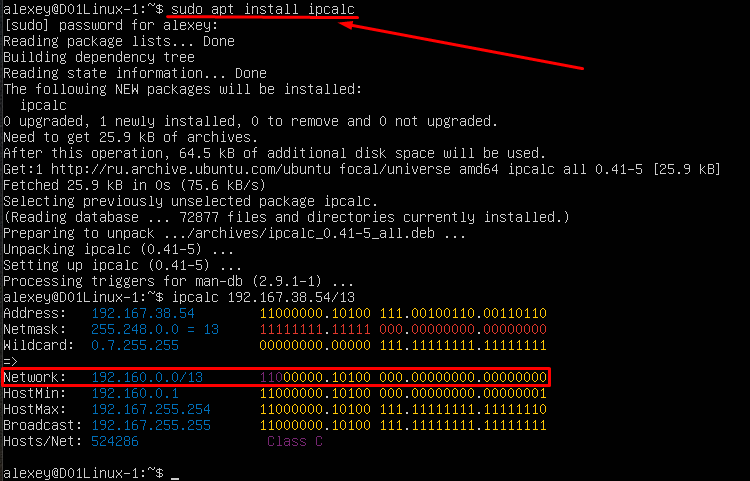 alexey@D01Linux-1:~$ sudo apt install ipcalc
[sudo] password for alexey:
Reading package lists... Done
Building dependency tree
Reading state information... Done
The following NEW packages will be installed:
  ipcalc
0 upgraded, 1 newly installed, 0 to remove and 0 not upgraded.
Need to get 25.9 kB of archives.
After this operation, 64.5 kB of additional disk space will be used.
Get:1 http://ru.archive.ubuntu.com/ubuntu focal/universe amd64 ipcalc all 0.41-5 [25.9 kB]
Fetched 25.9 kB in 0s (75.6 kB/s)
Selecting previously unselected package ipcalc.
(Reading database ... 72877 files and directories currently installed.)
Preparing to unpack .../archives/ipcalc_0.41-5_all.deb ...
Unpacking ipcalc (0.41-5) ...
Setting up ipcalc (0.41-5) ...
Processing triggers for man-db (2.9.1-1) ...
alexey@D01Linux-1:~$ ipcalc 192.167.38.54/13
Address:   192.167.38.54        11000000.10100 111.00100110.00110110
Netmask:   255.248.0.0 = 13     11111111.11111 000.00000000.00000000
Wildcard:  0.7.255.255          00000000.00000 111.11111111.11111111
=>
Network:   192.160.0.0/13       11000000.10100 000.00000000.00000000
HostMin:   192.160.0.1          11000000.10100 000.00000000.00000001
HostMax:   192.167.255.254      11000000.10100 111.11111111.11111110
Broadcast: 192.167.255.255      11000000.10100 111.11111111.11111111
Hosts/Net: 524286                Class C
alexey@D01Linux-1:~$ _